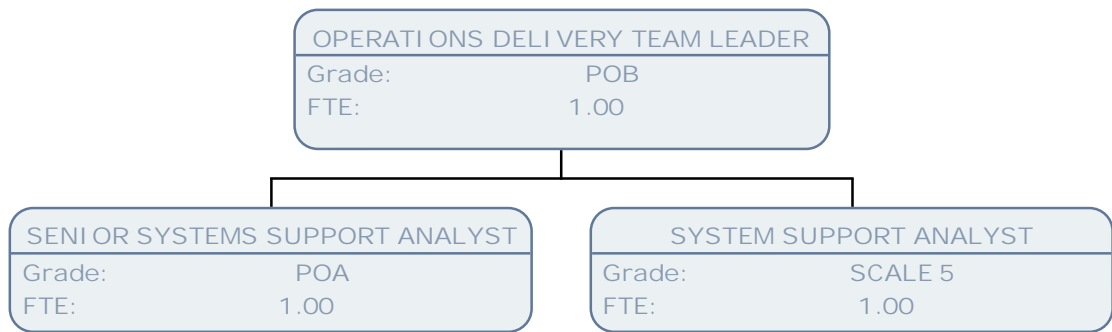 OPERATIONS DELIVERY TEAM LEADER
Grade: POB
FTE: 1.00
SENIOR SYSTEMS SUPPORT ANALYST
Grade: POA
FTE: 1.00
SYSTEM SUPPORT ANALYST
Grade: SCALE 5
FTE: 1.00